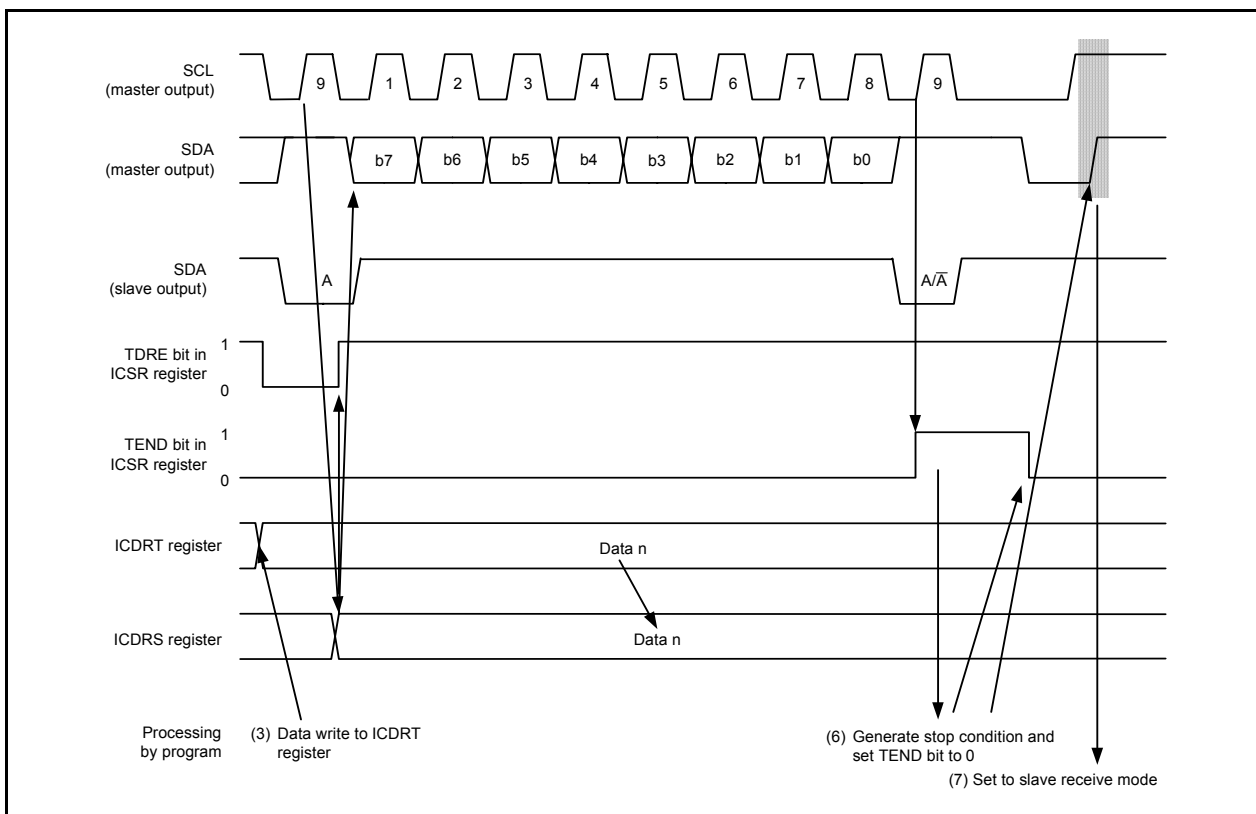 SCL
(master output)
9 1 2 3 4 5 6 7 8 9
SDA
(master output)
b7 b6 b5 b4 b3 b2 b1 b0
SDA
(slave output)
A A/A̅
TDRE bit in
ICSR register
1
0
TEND bit in
ICSR register
1
0
ICDRT register
Data n
ICDRS register
Data n
Processing
by program
(3) Data write to ICDRT
register
(6) Generate stop condition and
set TEND bit to 0
(7) Set to slave receive mode